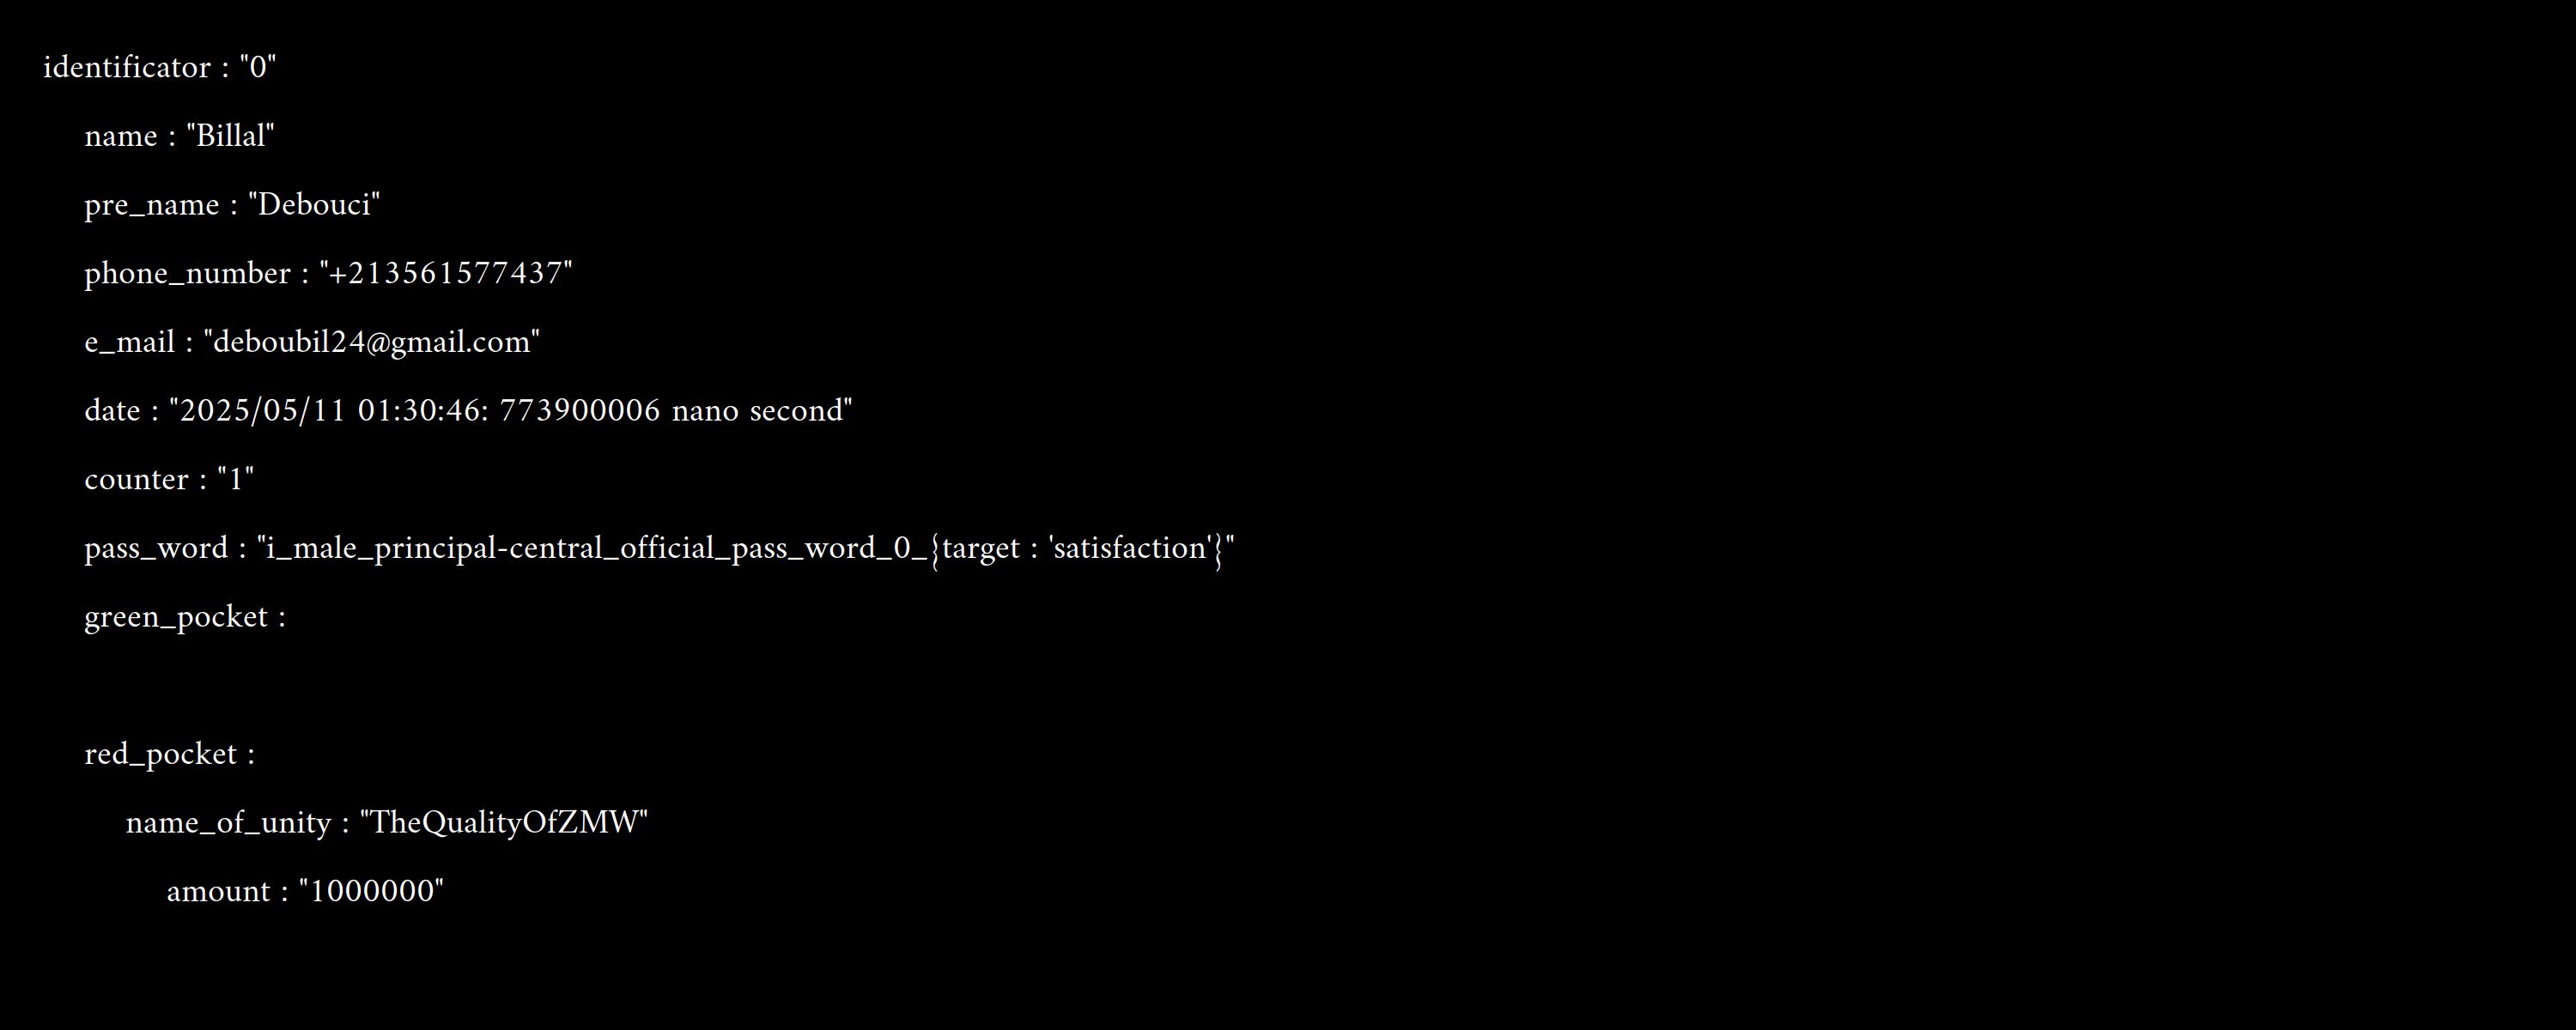 identificator : "0"
name : "Billal"
pre_name : "Debouci"
phone_number : "+213561577437"
e_mail : "deboubil24@gmail.com"
date : "2025/05/11 01:30:46: 773900006 nano second"
counter : "1"
pass_word : "i_male_principal-central_official_pass_word_0_{target : 'satisfaction'}"
green_pocket :
red_pocket :
name_of_unity : "TheQualityOfZMW"
amount : "1000000"